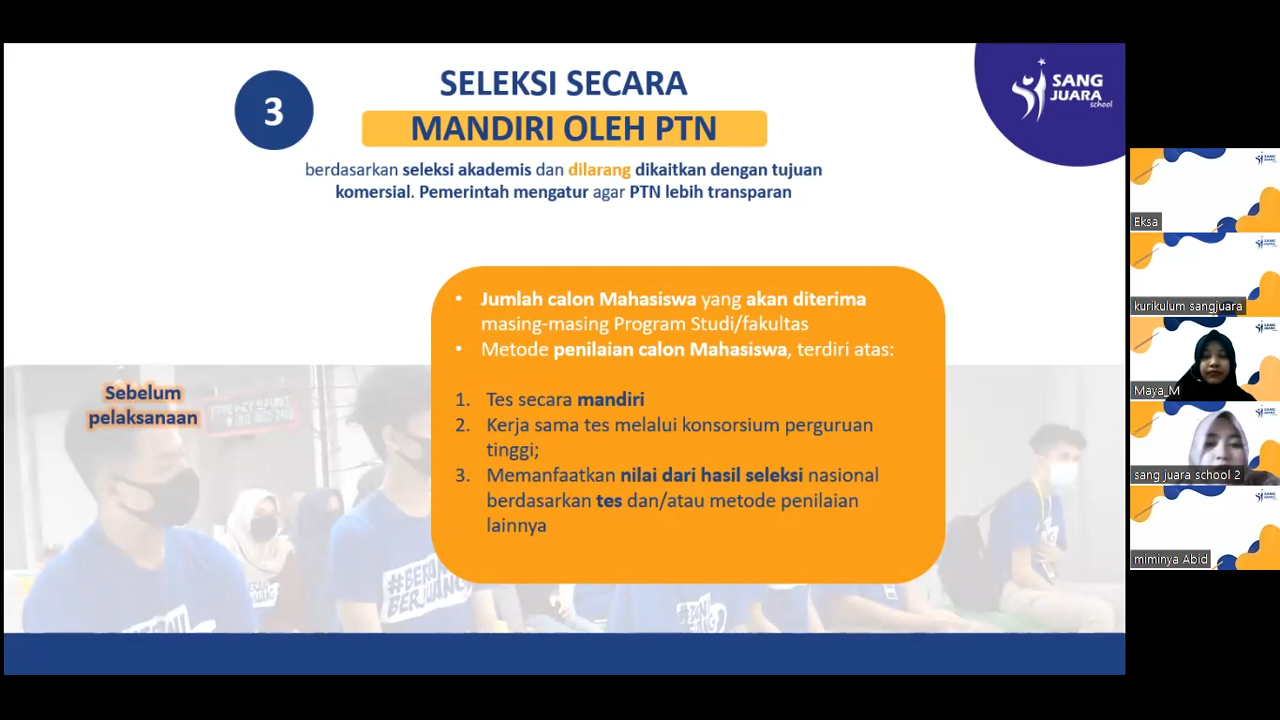 3
SELEKSI SECARA
MANDIRI OLEH PTN
berdasarkan seleksi akademis dan dilarang dikaitkan dengan tujuan
komersial. Pemerintah mengatur agar PTN lebih transparan
SANG
JUARA
school
• Jumlah calon Mahasiswa yang akan diterima
masing-masing Program Studi/fakultas
• Metode penilaian calon Mahasiswa, terdiri atas:
1. Tes secara mandiri
2. Kerja sama tes melalui konsorsium perguruan
tinggi;
3. Memanfaatkan nilai dari hasil seleksi nasional
berdasarkan tes dan/atau metode penilaian
lainnya
Sebelum
pelaksanaan
Eksa
kurikulum sangjuara
Maya_M
sang juara school 2
miminya Abid